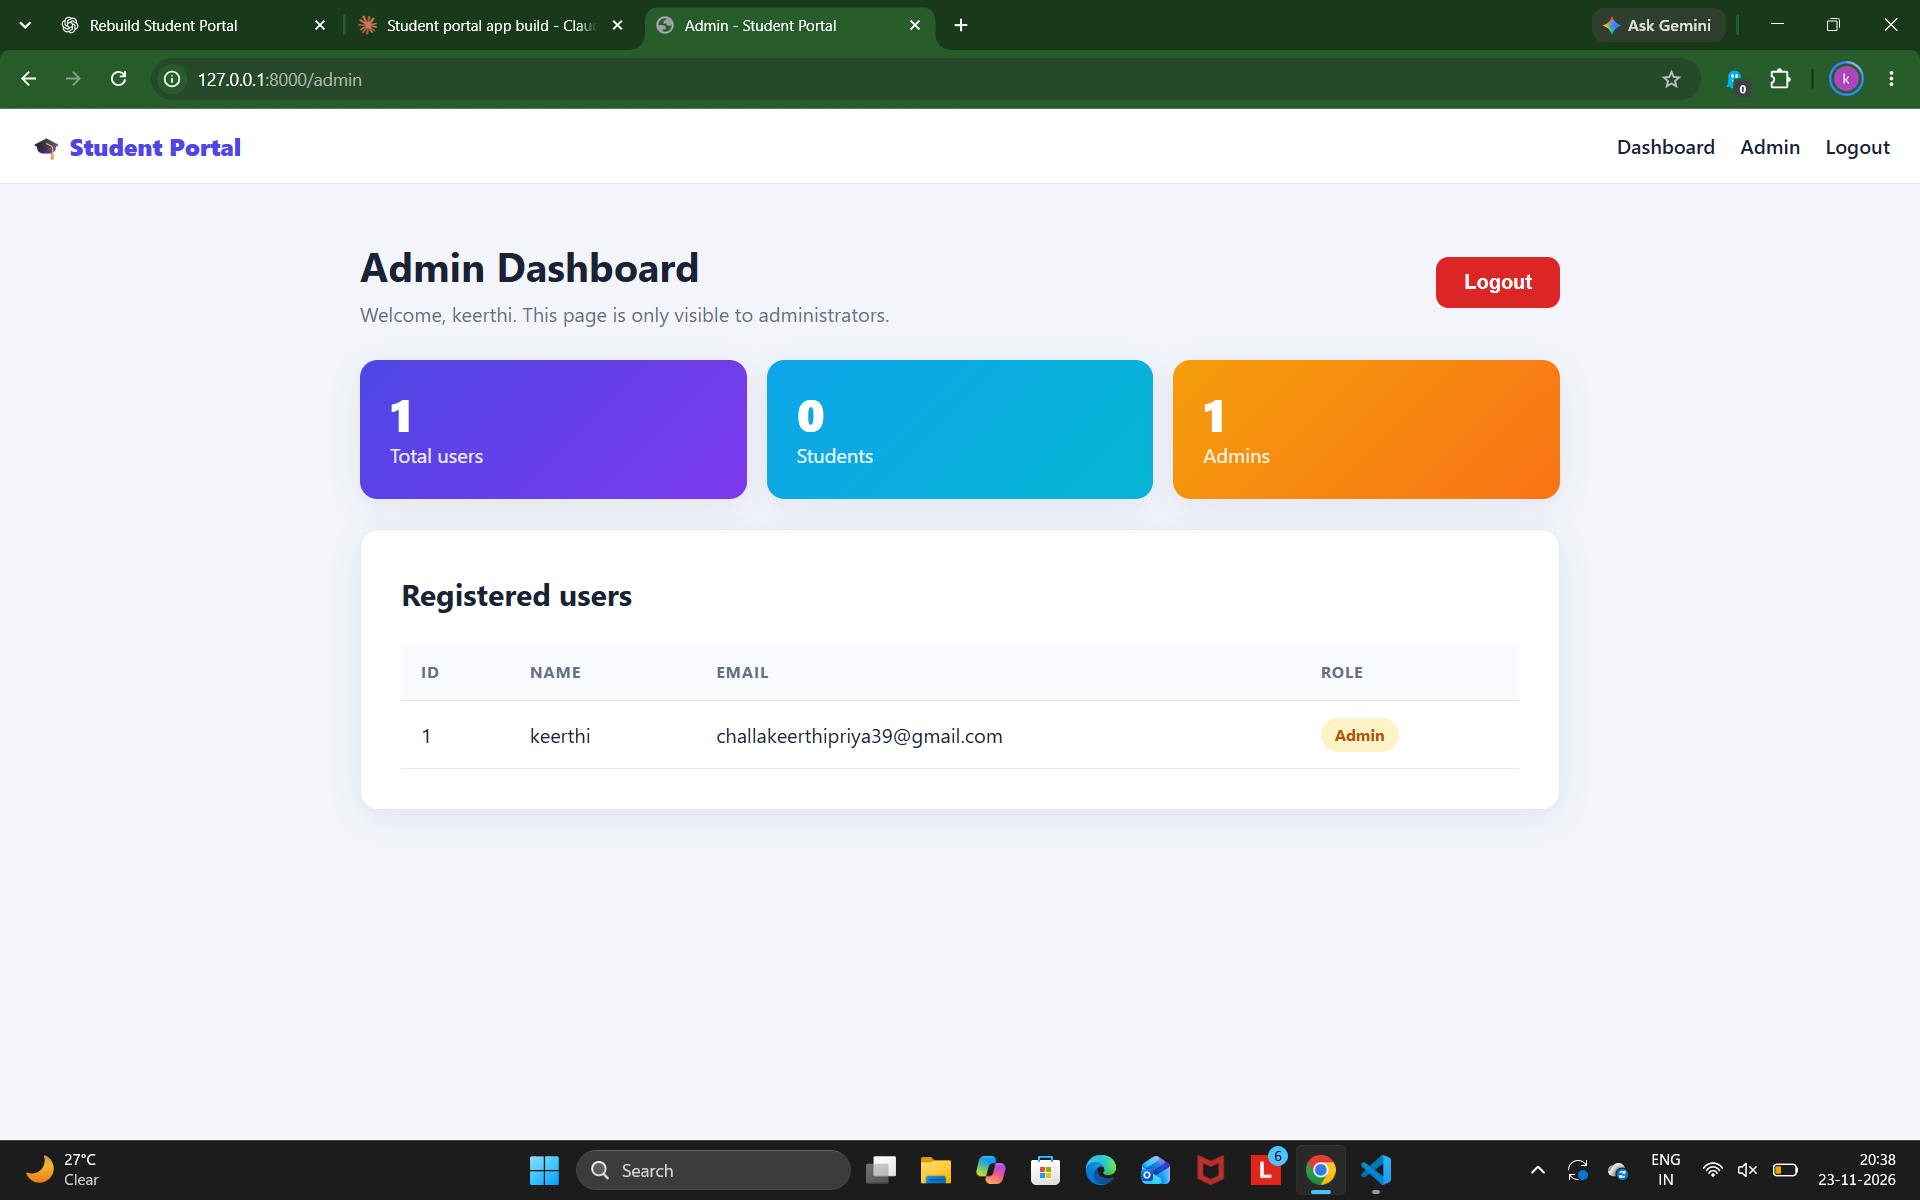 Rebuild Student Portal
Student portal app build - Clau
Admin - Student Portal
Ask Gemini
127.0.0.1:8000/admin
0
k
Student Portal
Dashboard
Admin
Logout
Admin Dashboard
Welcome, keerthi. This page is only visible to administrators.
Logout
1
Total users
0
Students
1
Admins
Registered users
ID NAME EMAIL ROLE
1 keerthi challakeerthipriya39@gmail.com Admin
27°C
Clear
Search
L
6
ENG
IN
20:38
23-11-2026